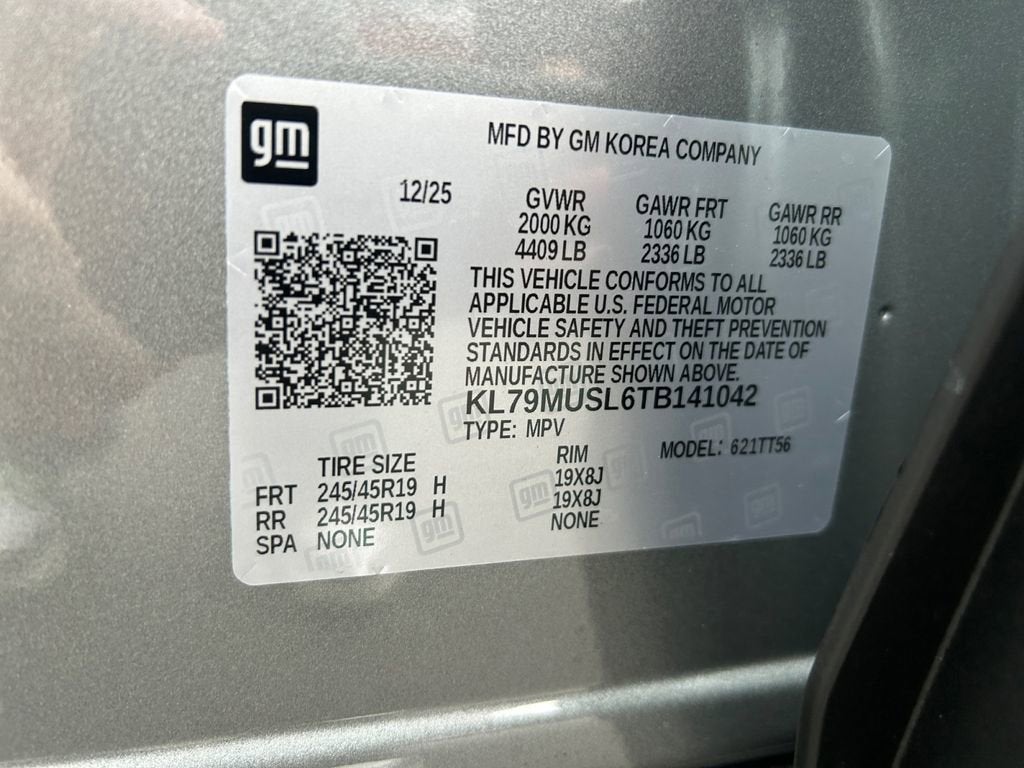 gm
MFD BY GM KOREA COMPANY
12/25
GVWR GAWR FRT GAWR RR
2000 KG 1060 KG 1060 KG
4409 LB 2336 LB 2336 LB
THIS VEHICLE CONFORMS TO ALL
APPLICABLE U.S. FEDERAL MOTOR
VEHICLE SAFETY AND THEFT PREVENTION
STANDARDS IN EFFECT ON THE DATE OF
MANUFACTURE SHOWN ABOVE.
KL79MUSL6TB141042
TYPE: MPV
MODEL: 621TT56
TIRE SIZE RIM
FRT 245/45R19 H 19X8J
RR 245/45R19 H 19X8J
SPA NONE NONE